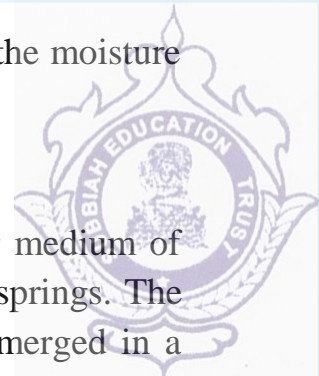 the moisture
EDUCATION
TRUST
medium of
springs. The
merged in a